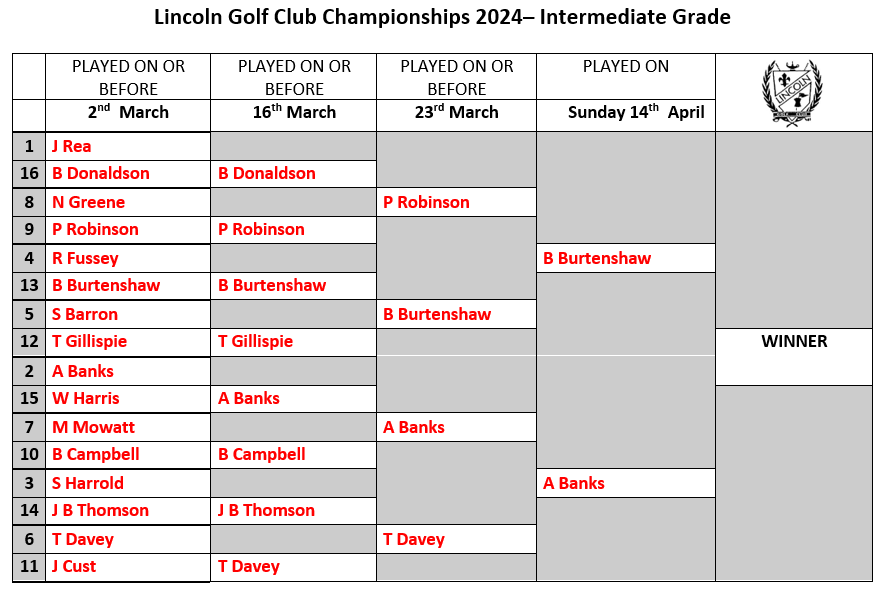 Lincoln Golf Club Championships 2024– Intermediate Grade
PLAYED ON OR BEFORE PLAYED ON OR BEFORE PLAYED ON OR BEFORE PLAYED ON
2nd March 16th March 23rd March Sunday 14th April
LINCOLN
GOLF CLUB
1 J Rea
16 B Donaldson B Donaldson
8 N Greene P Robinson
9 P Robinson P Robinson
4 R Fussey B Burtenshaw
13 B Burtenshaw B Burtenshaw
5 S Barron B Burtenshaw
12 T Gillispie T Gillispie WINNER
2 A Banks
15 W Harris A Banks
7 M Mowatt A Banks
10 B Campbell B Campbell
3 S Harrold A Banks
14 J B Thomson J B Thomson
6 T Davey T Davey
11 J Cust T Davey